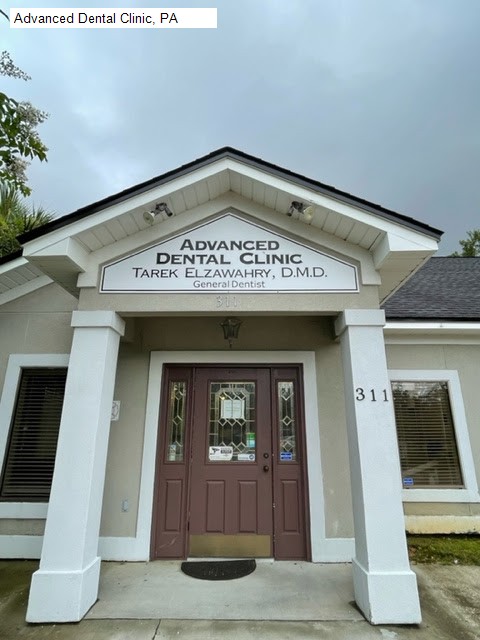 Advanced Dental Clinic, PA
ADVANCED
DENTAL CLINIC
TAREK ELZAWAHRY, D.M.D.
General Dentist
311
311